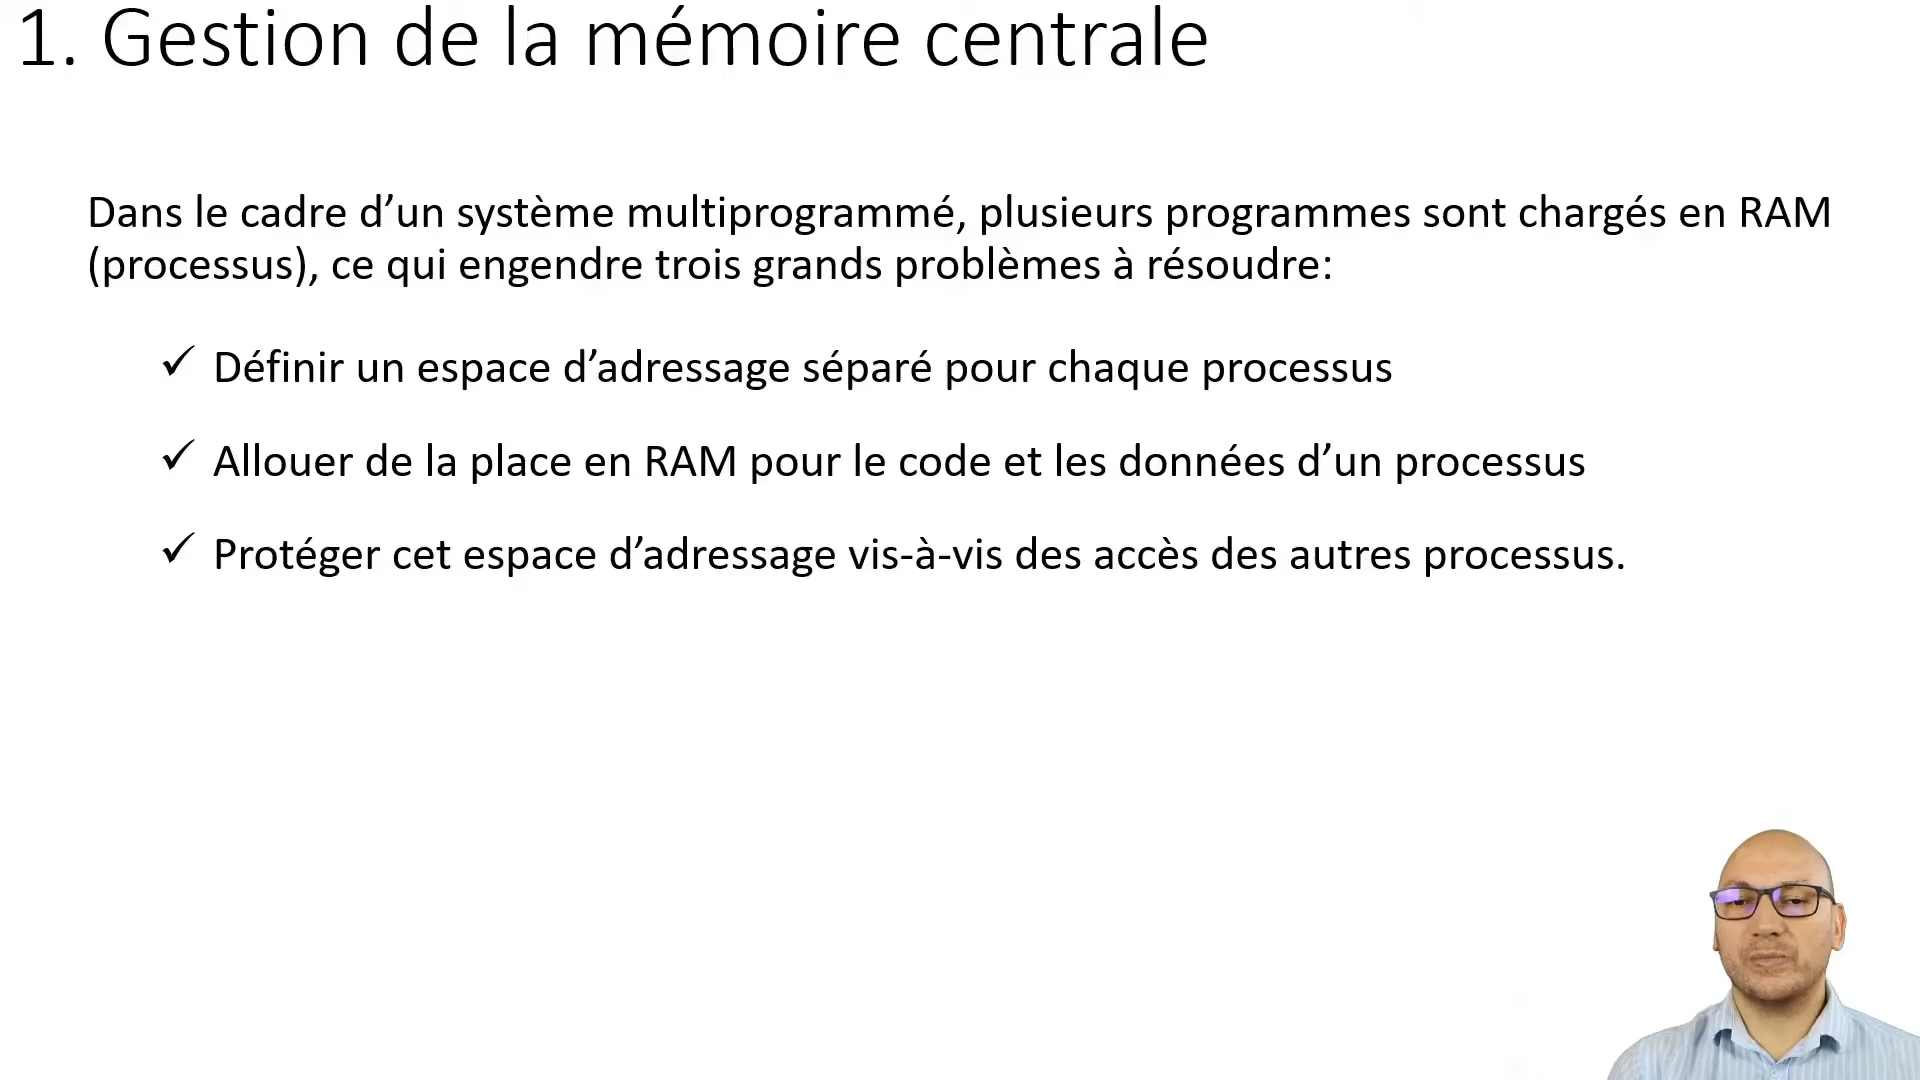 1. Gestion de la mémoire centrale
Dans le cadre d’un système multiprogrammé, plusieurs programmes sont chargés en RAM
(processus), ce qui engendre trois grands problèmes à résoudre:
✓ Définir un espace d’adressage séparé pour chaque processus
✓ Allouer de la place en RAM pour le code et les données d’un processus
✓ Protéger cet espace d’adressage vis-à-vis des accès des autres processus.